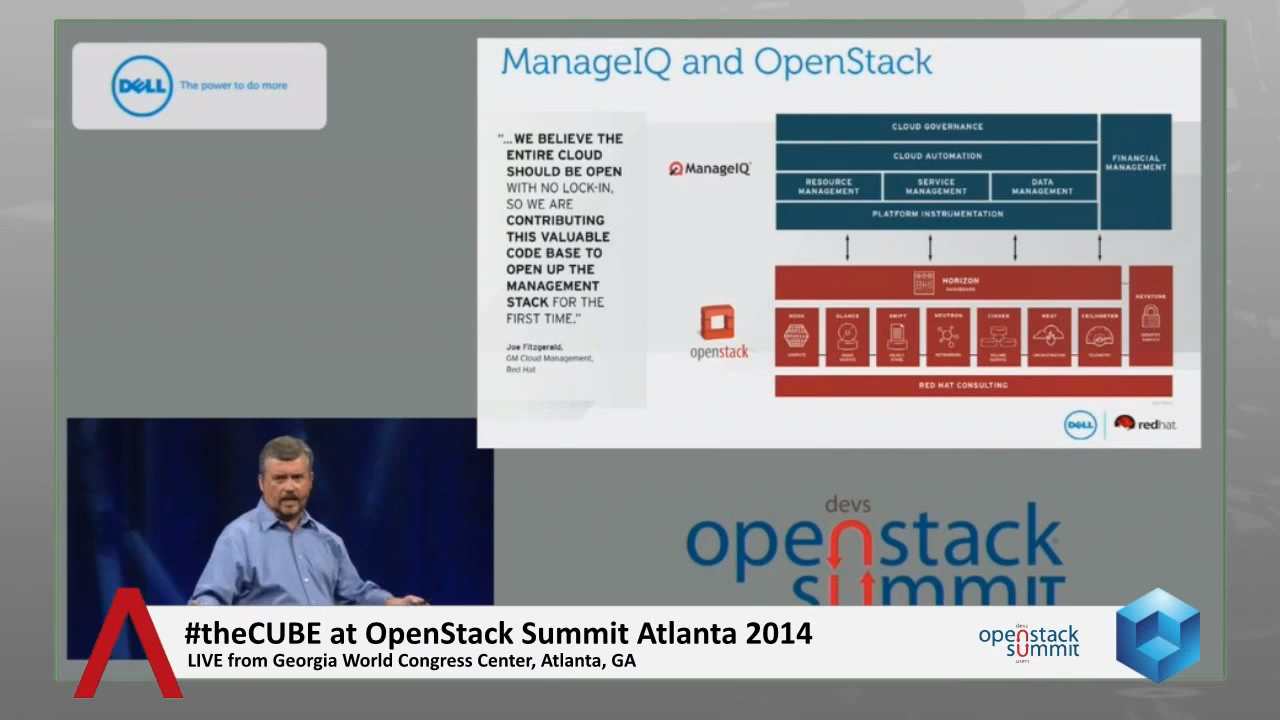 DELL
The power to do more
ManageIQ and OpenStack
"...WE BELIEVE THE
ENTIRE CLOUD
SHOULD BE OPEN
WITH NO LOCK-IN,
SO WE ARE
CONTRIBUTING
THIS VALUABLE
CODE BASE TO
OPEN UP THE
MANAGEMENT
STACK FOR THE
FIRST TIME."
Joe Fitzgerald,
GM Cloud Management,
Red Hat
ManageIQ
CLOUD GOVERNANCE
CLOUD AUTOMATION
RESOURCE
MANAGEMENT
SERVICE
MANAGEMENT
DATA
MANAGEMENT
PLATFORM INSTRUMENTATION
FINANCIAL
MANAGEMENT
openstack
HORIZON
DASHBOARD
NOVA
GLANCE
SWIFT
NEUTRON
CINDER
HEAT
CEILOMETER
KEYSTONE
RED HAT CONSULTING
DELL
redhat
devs
openstack
summit
#theCUBE at OpenStack Summit Atlanta 2014
LIVE from Georgia World Congress Center, Atlanta, GA
openstack
summit